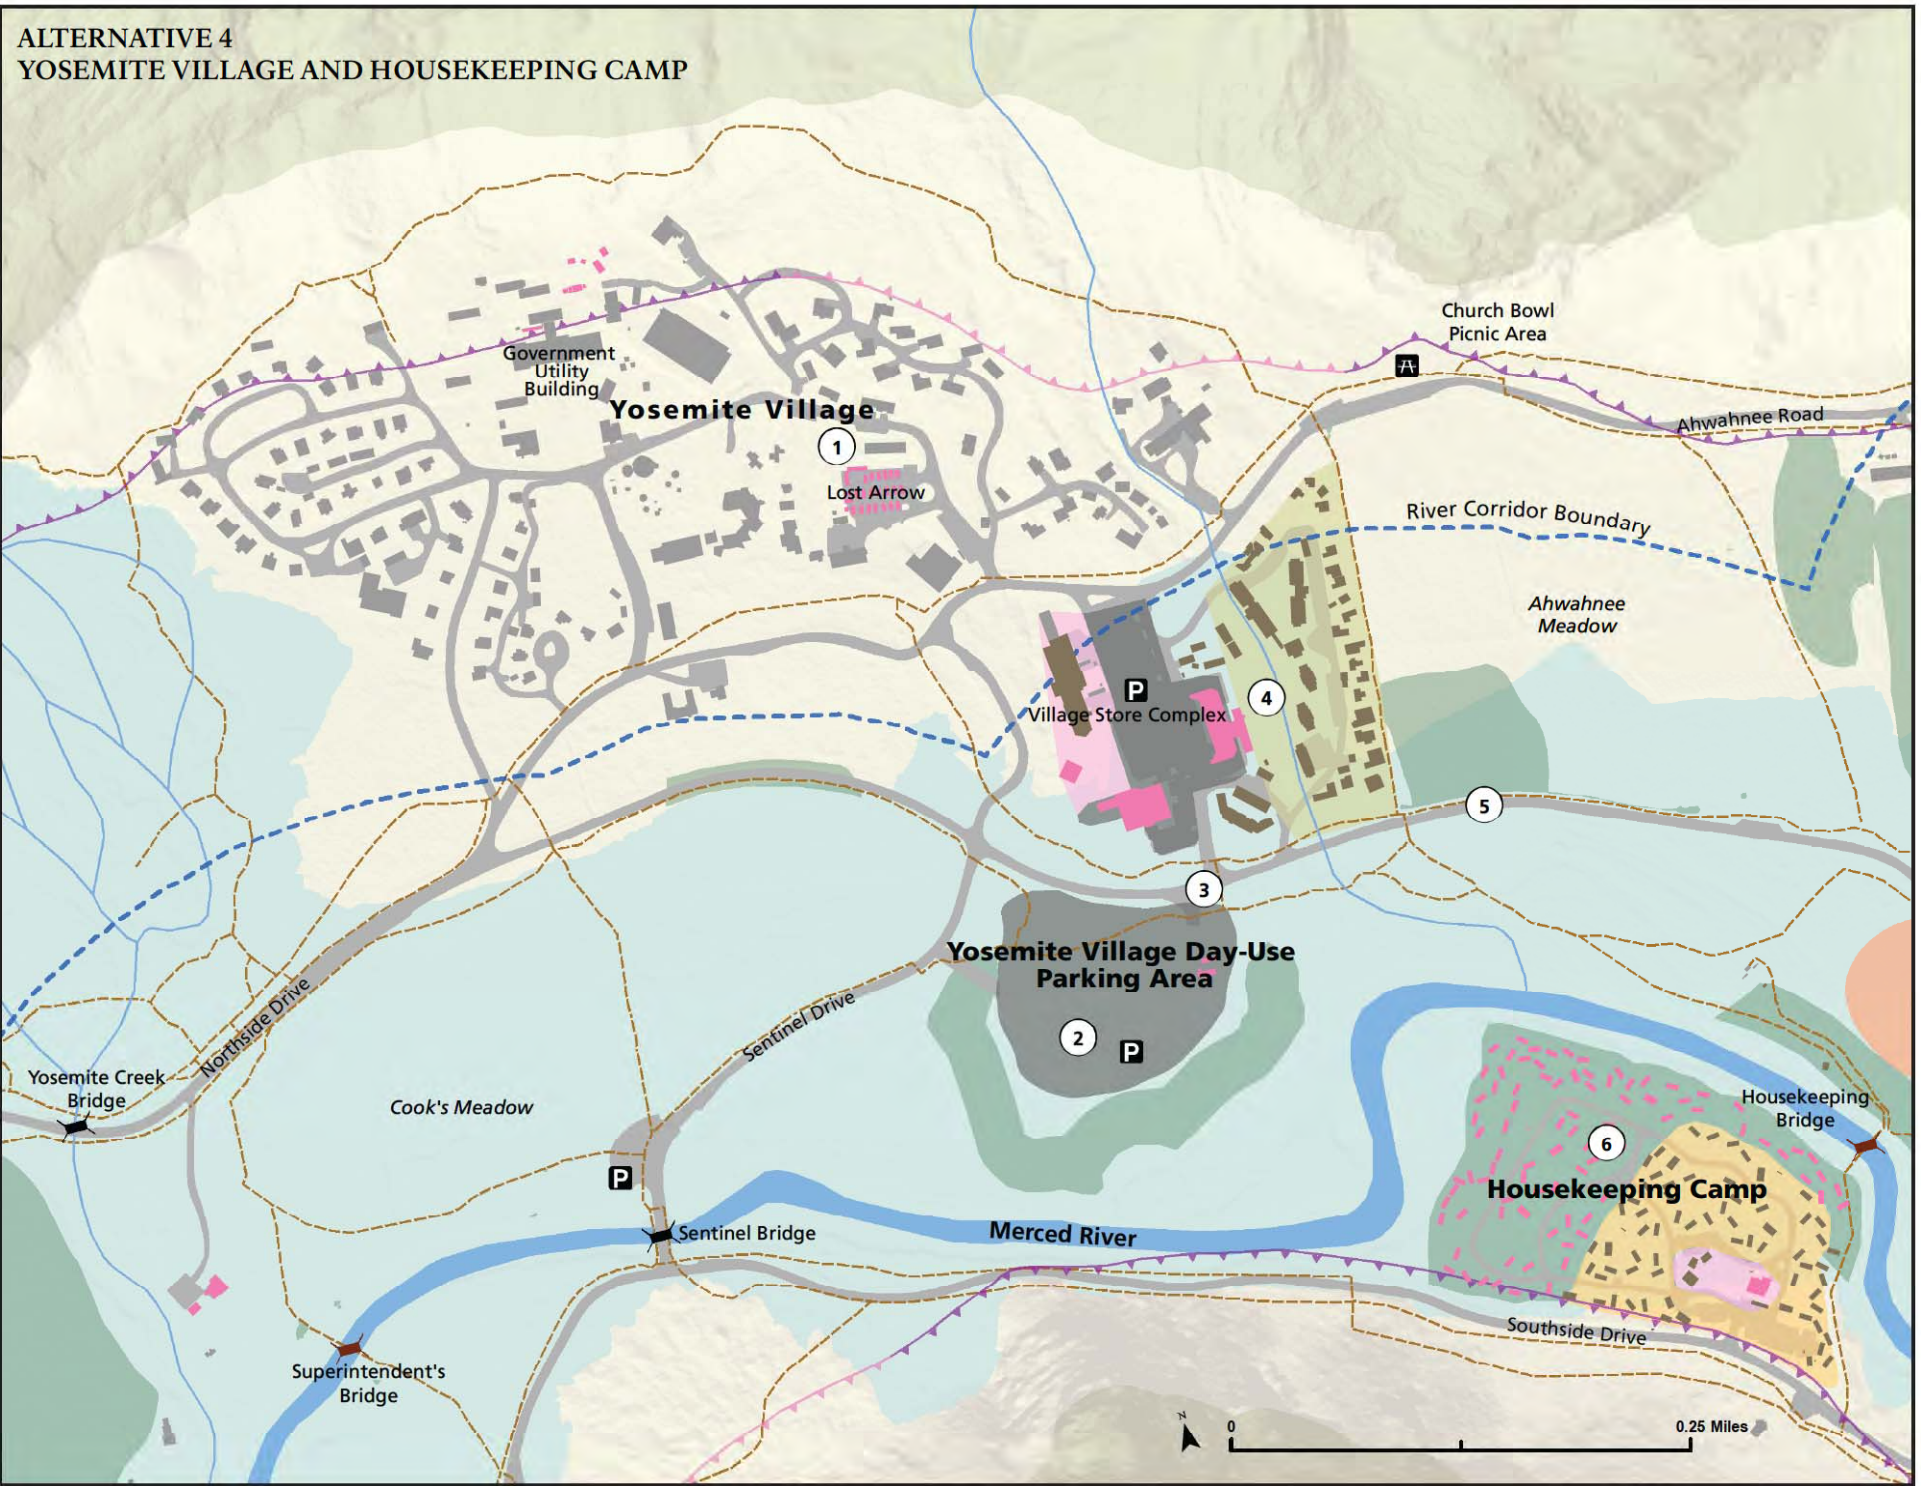 ALTERNATIVE 4
YOSEMITE VILLAGE AND HOUSEKEEPING CAMP
Church Bowl
Picnic Area
Government
Utility
Building
Yosemite Village
1
Ahwahnee Road
Lost Arrow
River Corridor Boundary
Ahwahnee
Meadow
P
4
Village Store Complex
5
3
Yosemite Village Day-Use
Parking Area
2
P
Northside Drive
Sentinel Drive
Yosemite Creek
Bridge
Cook's Meadow
Housekeeping
Bridge
6
P
Housekeeping Camp
Sentinel Bridge
Merced River
Southside Drive
Superintendent's
Bridge
N
0
0.25 Miles